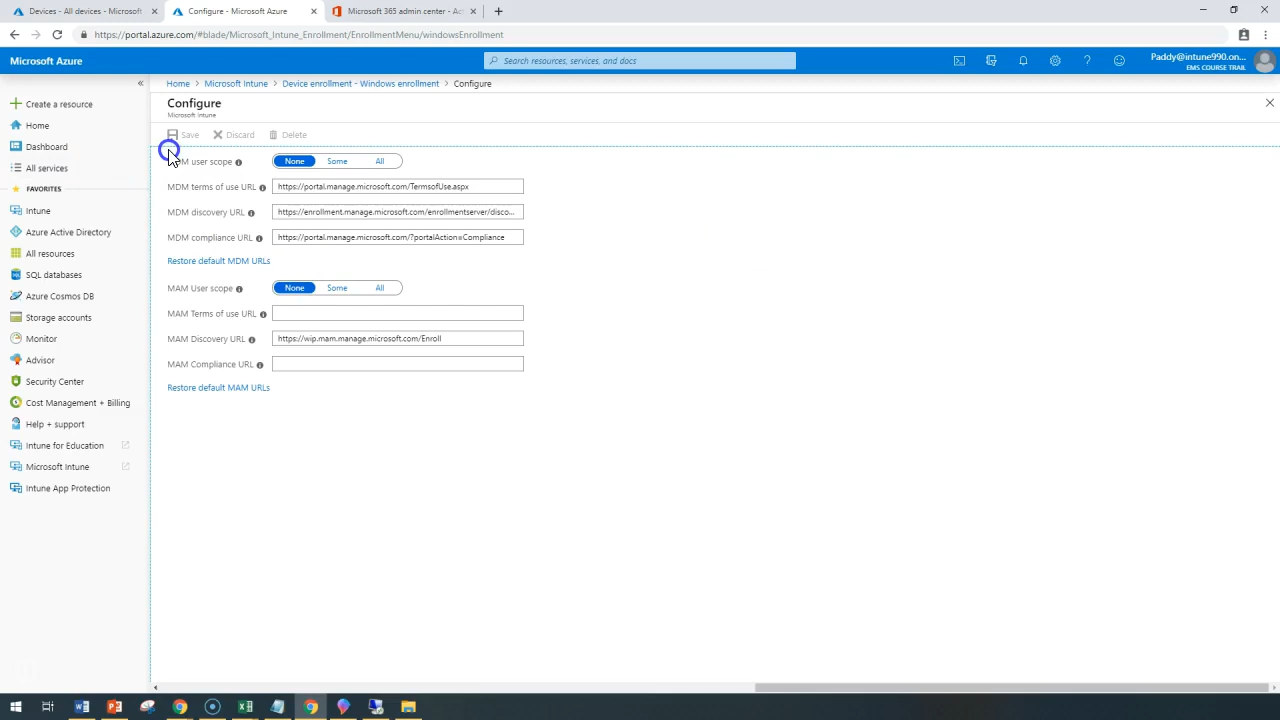 Devices - All devices - Microsoft
Configure - Microsoft Azure
Microsoft 365 admin center - Ac
https://portal.azure.com/#blade/Microsoft_Intune_Enrollment/EnrollmentMenu/windowsEnrollment
Microsoft Azure
Search resources, services, and docs
Paddy@intune990.on...
EMS COURSE TRAIL
Home > Microsoft Intune > Device enrollment - Windows enrollment > Configure
Configure
Microsoft Intune
Save Discard Delete
Create a resource
Home
Dashboard
All services
FAVORITES
Intune
Azure Active Directory
All resources
SQL databases
Azure Cosmos DB
Storage accounts
Monitor
Advisor
Security Center
Cost Management + Billing
Help + support
Intune for Education
Microsoft Intune
Intune App Protection
user scope None Some All
MDM terms of use URL https://portal.manage.microsoft.com/TermsofUse.aspx
MDM discovery URL https://enrollment.manage.microsoft.com/enrollmentserver/disco...
MDM compliance URL https://portal.manage.microsoft.com/?portalAction=Compliance
Restore default MDM URLs
MAM User scope None Some All
MAM Terms of use URL
MAM Discovery URL https://wip.mam.manage.microsoft.com/Enroll
MAM Compliance URL
Restore default MAM URLs